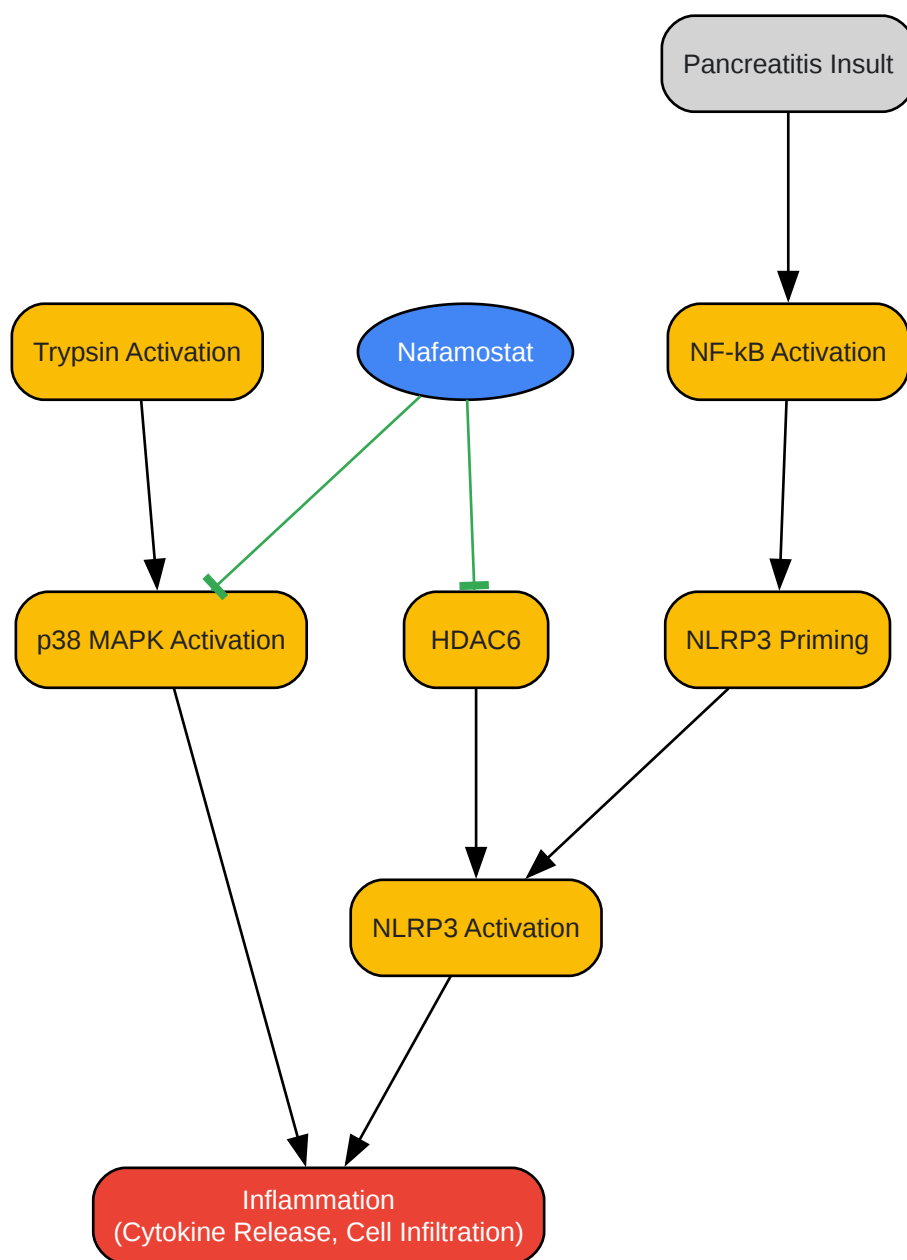 Pancreatitis Insult
Trypsin Activation
Nafamostat
NF-kB Activation
p38 MAPK Activation
HDAC6
NLRP3 Priming
NLRP3 Activation
Inflammation
(Cytokine Release, Cell Infiltration)